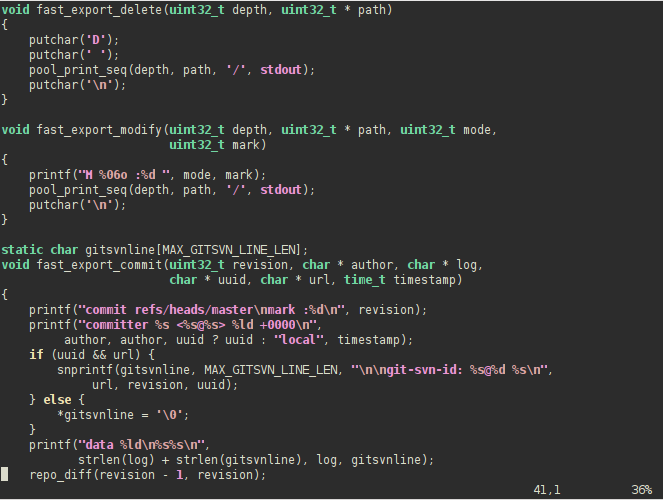 void fast_export_delete(uint32_t depth, uint32_t * path)
{
    putchar('D');
    putchar(' ');
    pool_print_seq(depth, path, '/', stdout);
    putchar('\n');
}

void fast_export_modify(uint32_t depth, uint32_t * path, uint32_t mode,
                        uint32_t mark)
{
    printf("M %06o :%d ", mode, mark);
    pool_print_seq(depth, path, '/', stdout);
    putchar('\n');
}

static char gitsvnline[MAX_GITSVN_LINE_LEN];
void fast_export_commit(uint32_t revision, char * author, char * log,
                        char * uuid, char * url, time_t timestamp)
{
    printf("commit refs/heads/master\nmark :%d\n", revision);
    printf("committer %s <%s@%s> %ld +0000\n",
         author, author, uuid ? uuid : "local", timestamp);
    if (uuid && url) {
        snprintf(gitsvnline, MAX_GITSVN_LINE_LEN, "\n\ngit-svn-id: %s@%d %s\n",
             url, revision, uuid);
    } else {
        *gitsvnline = '\0';
    }
    printf("data %ld\n%s%s\n",
           strlen(log) + strlen(gitsvnline), log, gitsvnline);
    repo_diff(revision - 1, revision);
41,1 36%